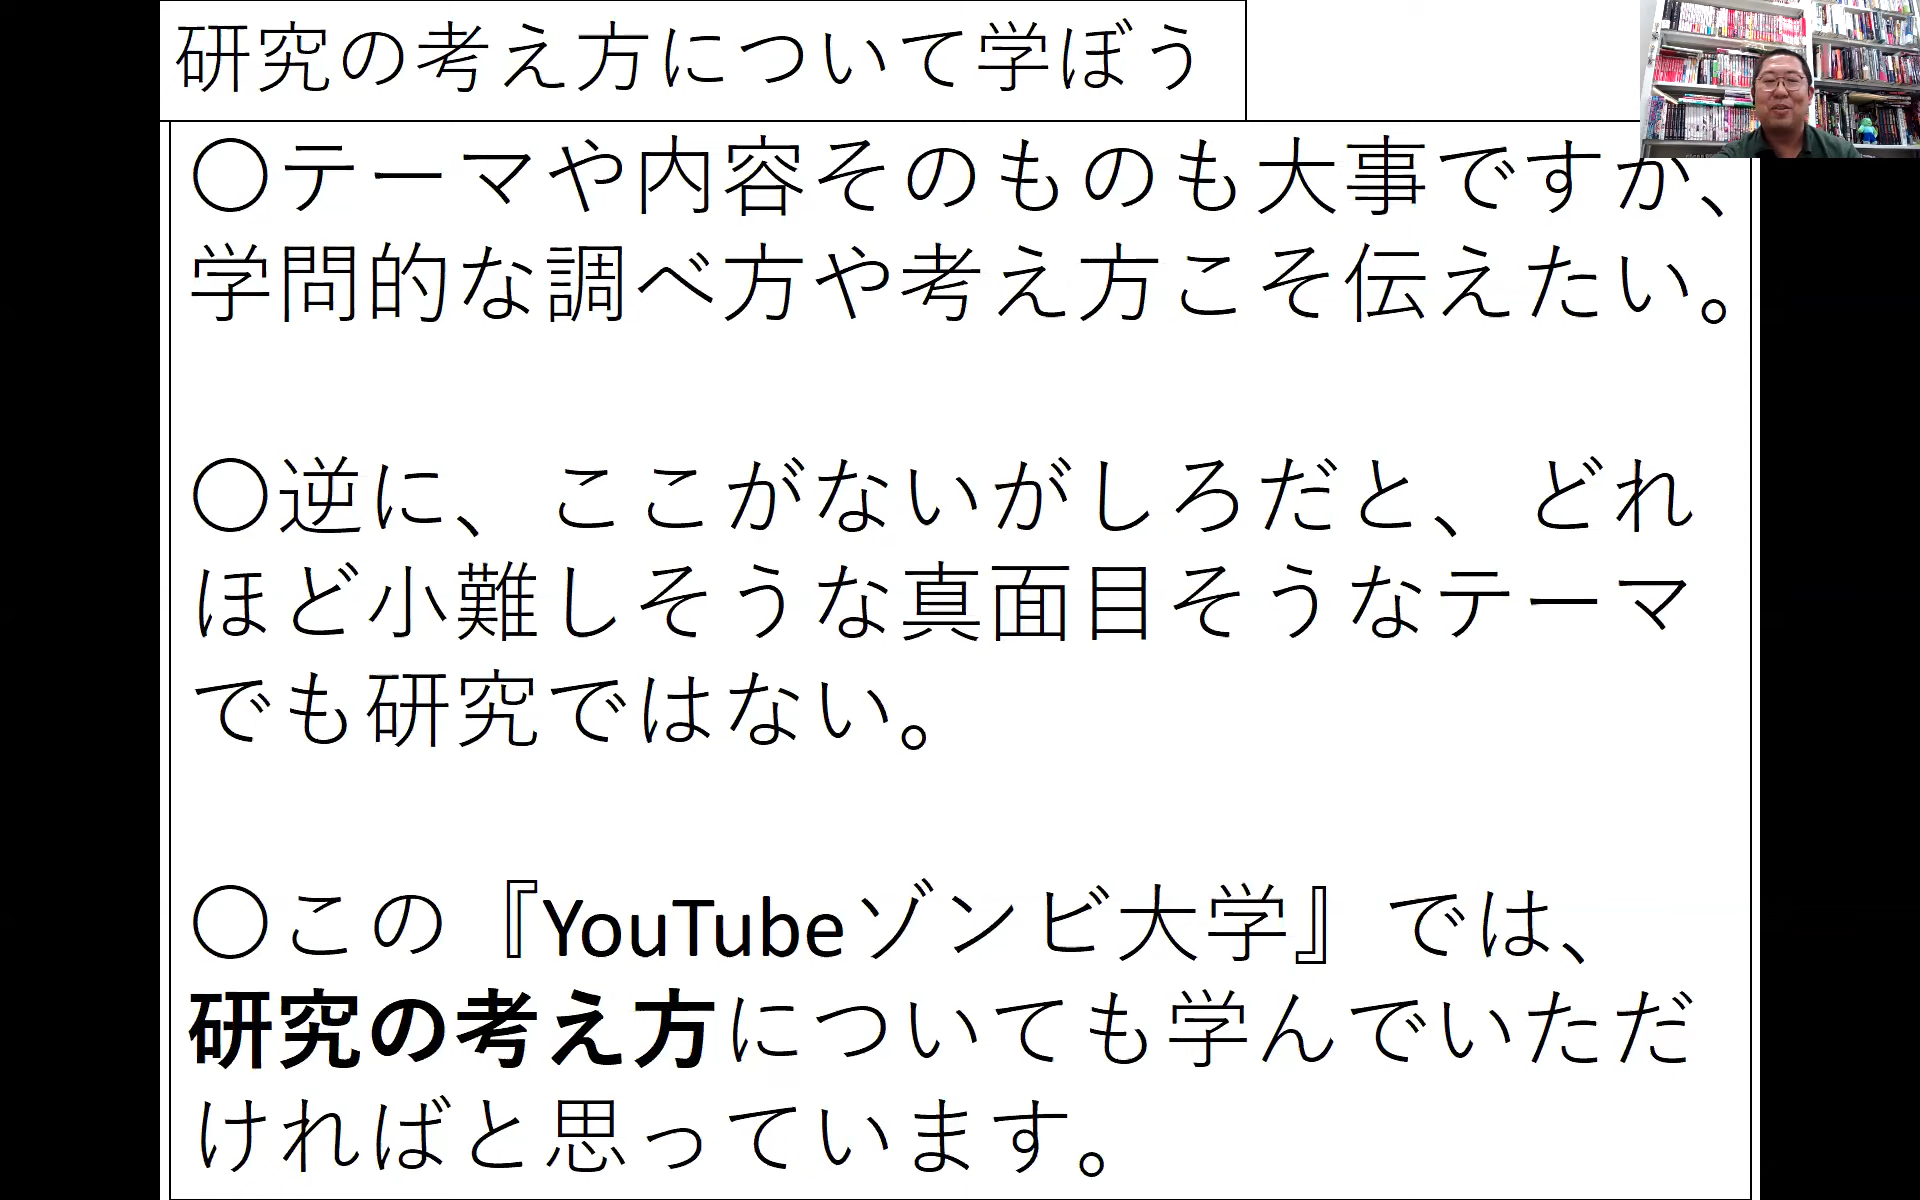 研究の考え方について学ぼう
〇テーマや内容そのものも大事ですが、
学問的な調べ方や考え方こそ伝えたい。
〇逆に、ここがないがしろだと、どれ
ほど小難しそうな真面目そうなテーマ
でも研究ではない。
〇この『YouTubeゾンビ大学』では、
研究の考え方についても学んでいただ
ければと思っています。